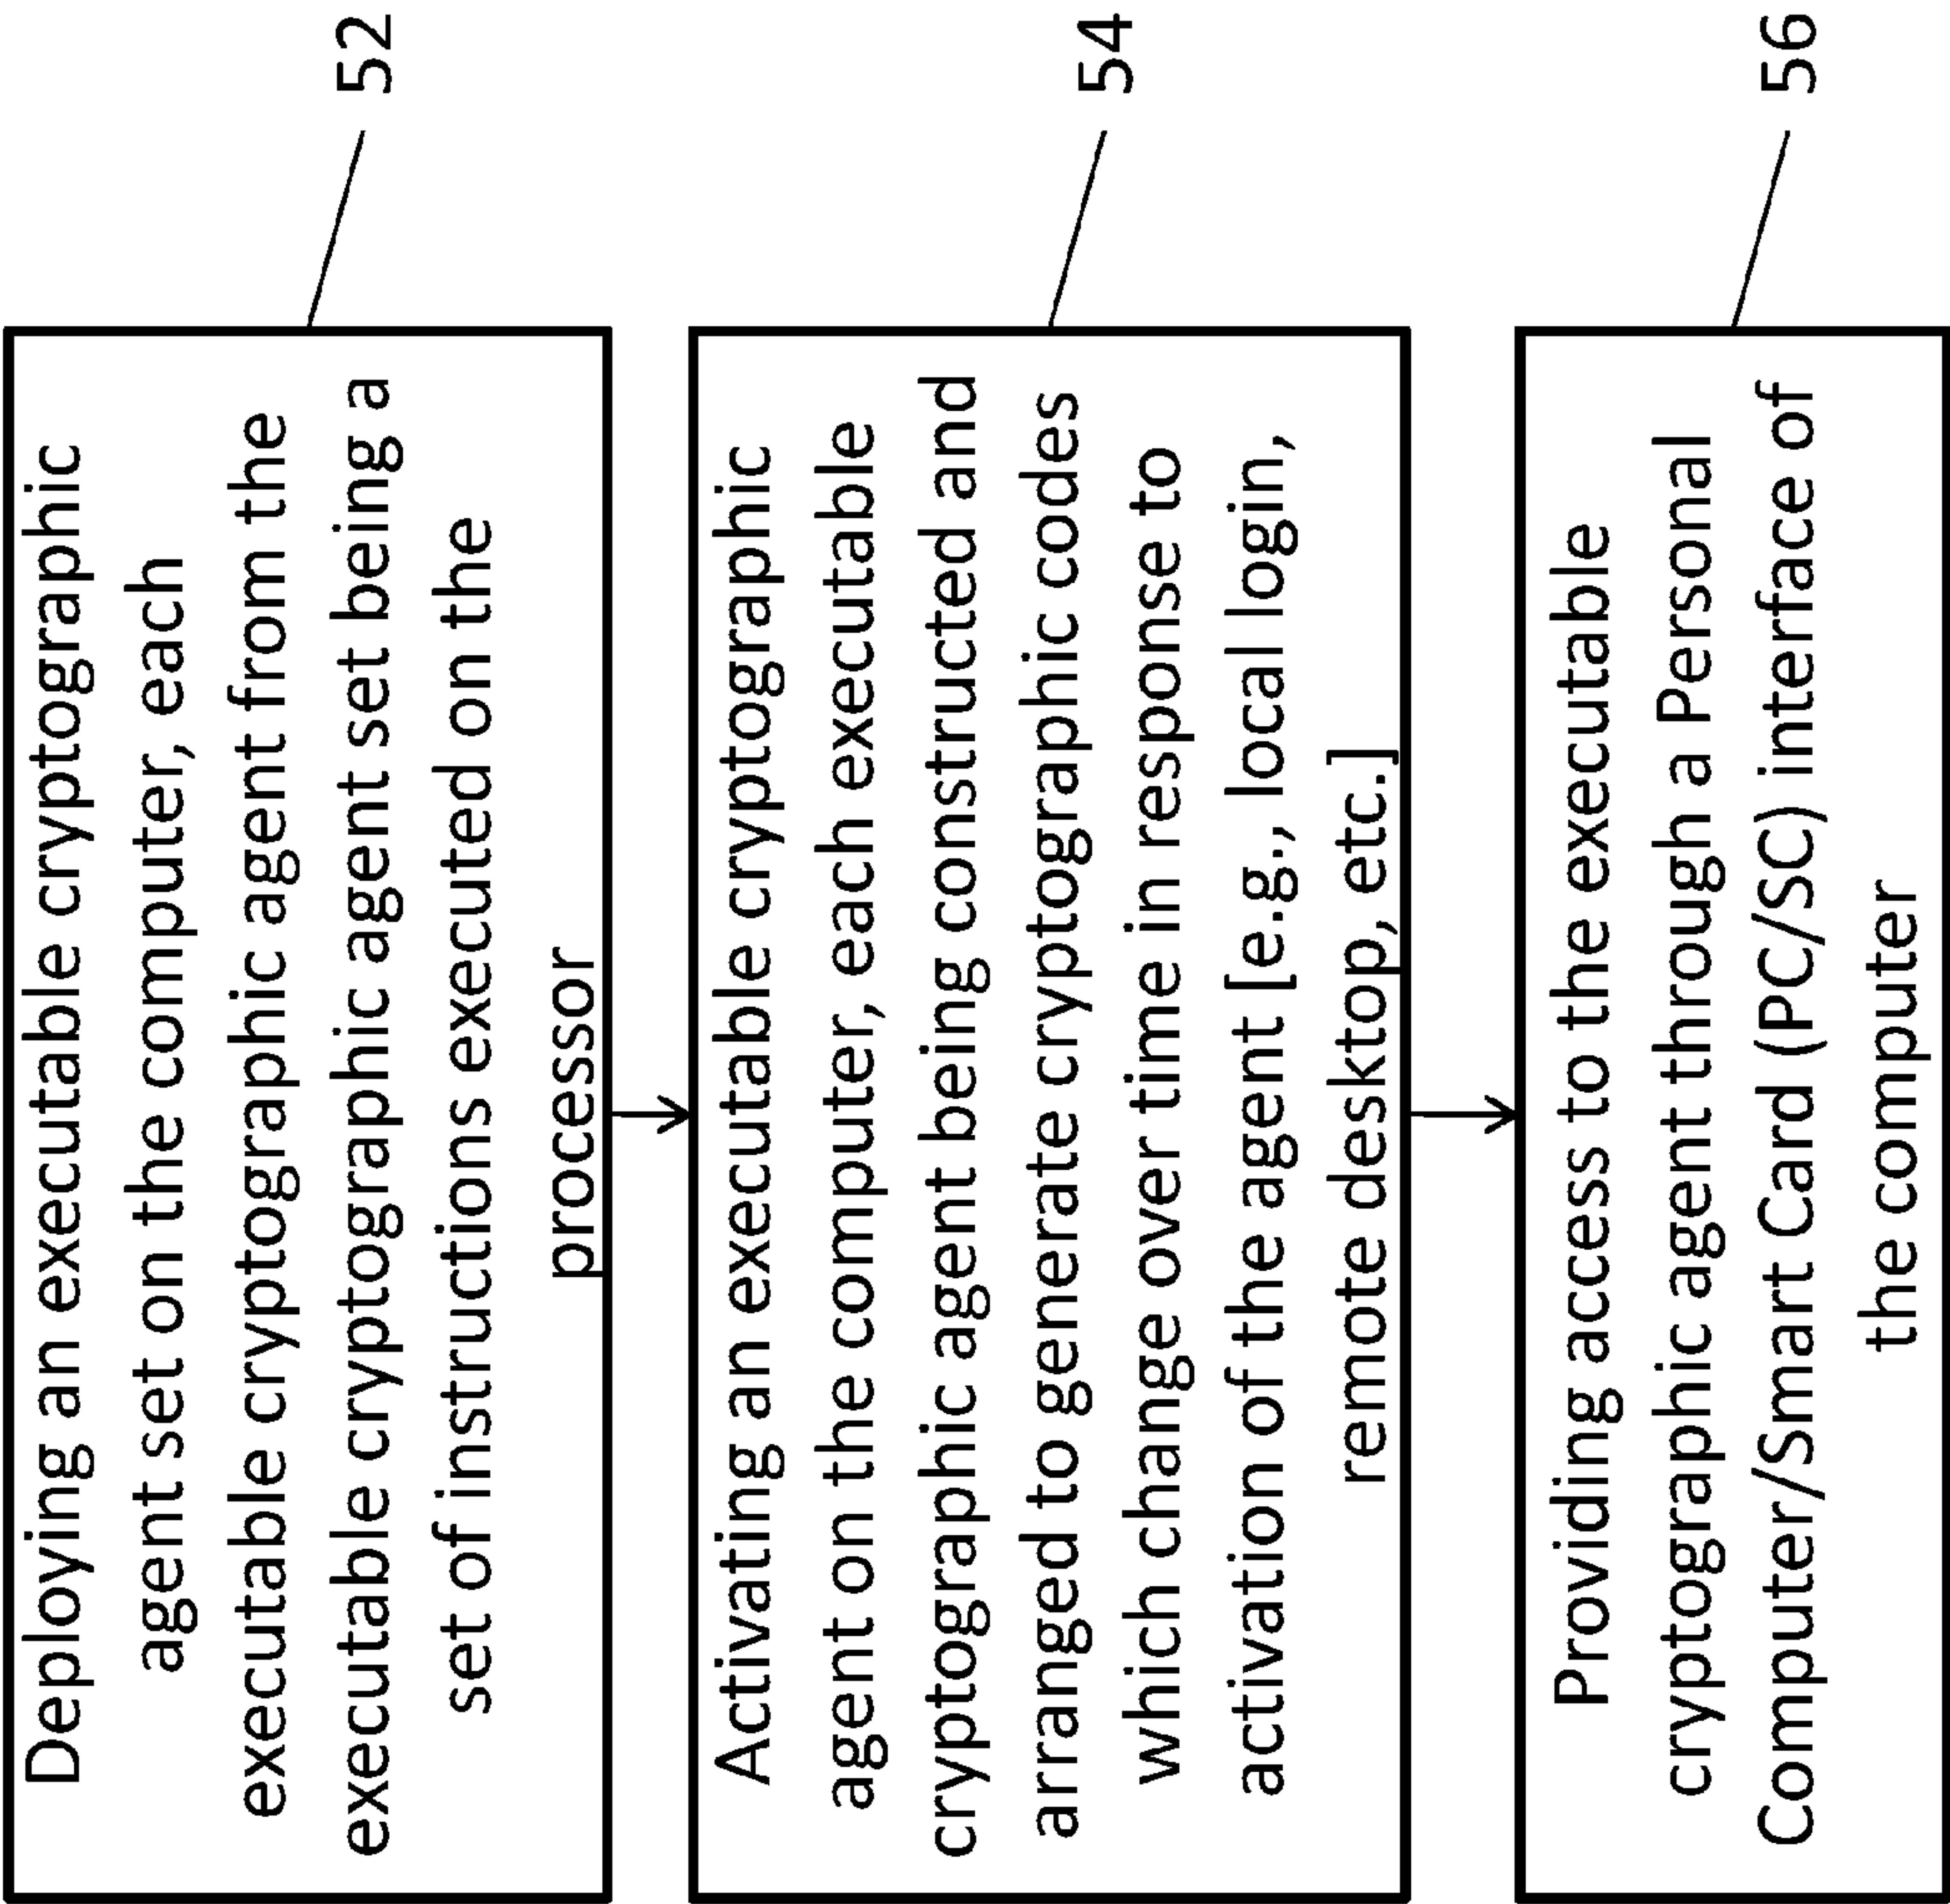 Deploying an executable cryptographic
agent set on the computer, each
executable cryptographic agent from the
executable cryptographic agent set being a
set of instructions executed on the
processor
52
Activating an executable cryptographic
agent on the computer, each executable
cryptographic agent being constructed and
arranged to generate cryptographic codes
which change over time in response to
activation of the agent [e.g., local login,
remote desktop, etc.]
54
Providing access to the executable
cryptographic agent through a Personal
Computer/Smart Card (PC/SC) interface of
the computer
56